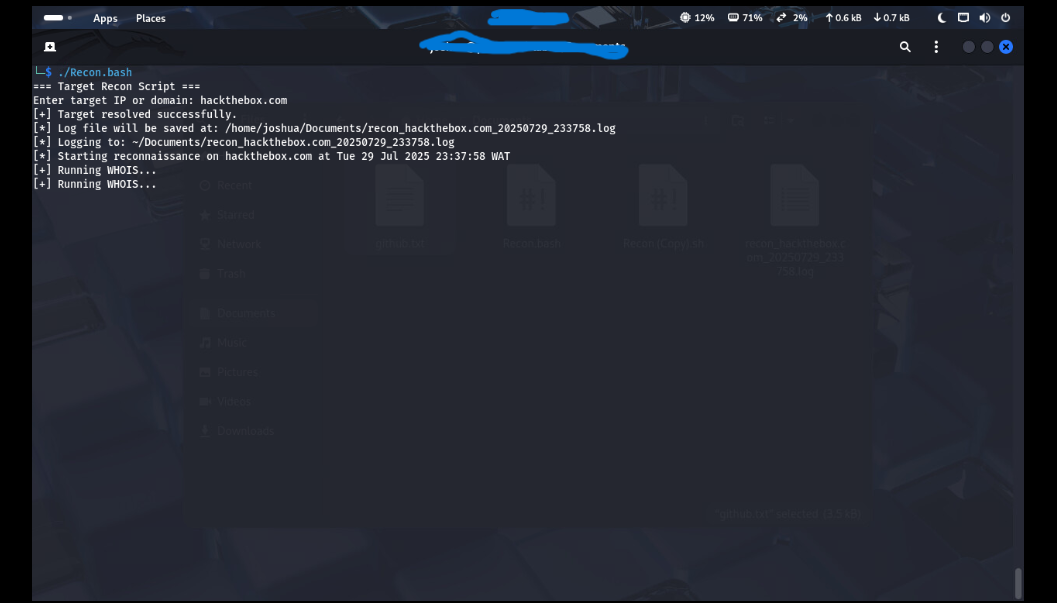 Apps Places 12% 71% 2% 0.6 kB 0.7 kB
└─$ ./Recon.bash
=== Target Recon Script ===
Enter target IP or domain: hackthebox.com
[+] Target resolved successfully.
[*] Log file will be saved at: /home/joshua/Documents/recon_hackthebox.com_20250729_233758.log
[*] Logging to: ~/Documents/recon_hackthebox.com_20250729_233758.log
[*] Starting reconnaissance on hackthebox.com at Tue 29 Jul 2025 23:37:58 WAT
[+] Running WHOIS...
[+] Running WHOIS...
Recent
Starred
Network
Trash
Documents
Music
Pictures
Videos
Downloads
github.txt
Recon.bash
Recon (Copy).sh
recon_hackthebox.c
om_20250729_233
758.log
"github.txt" selected (3.5 kB)